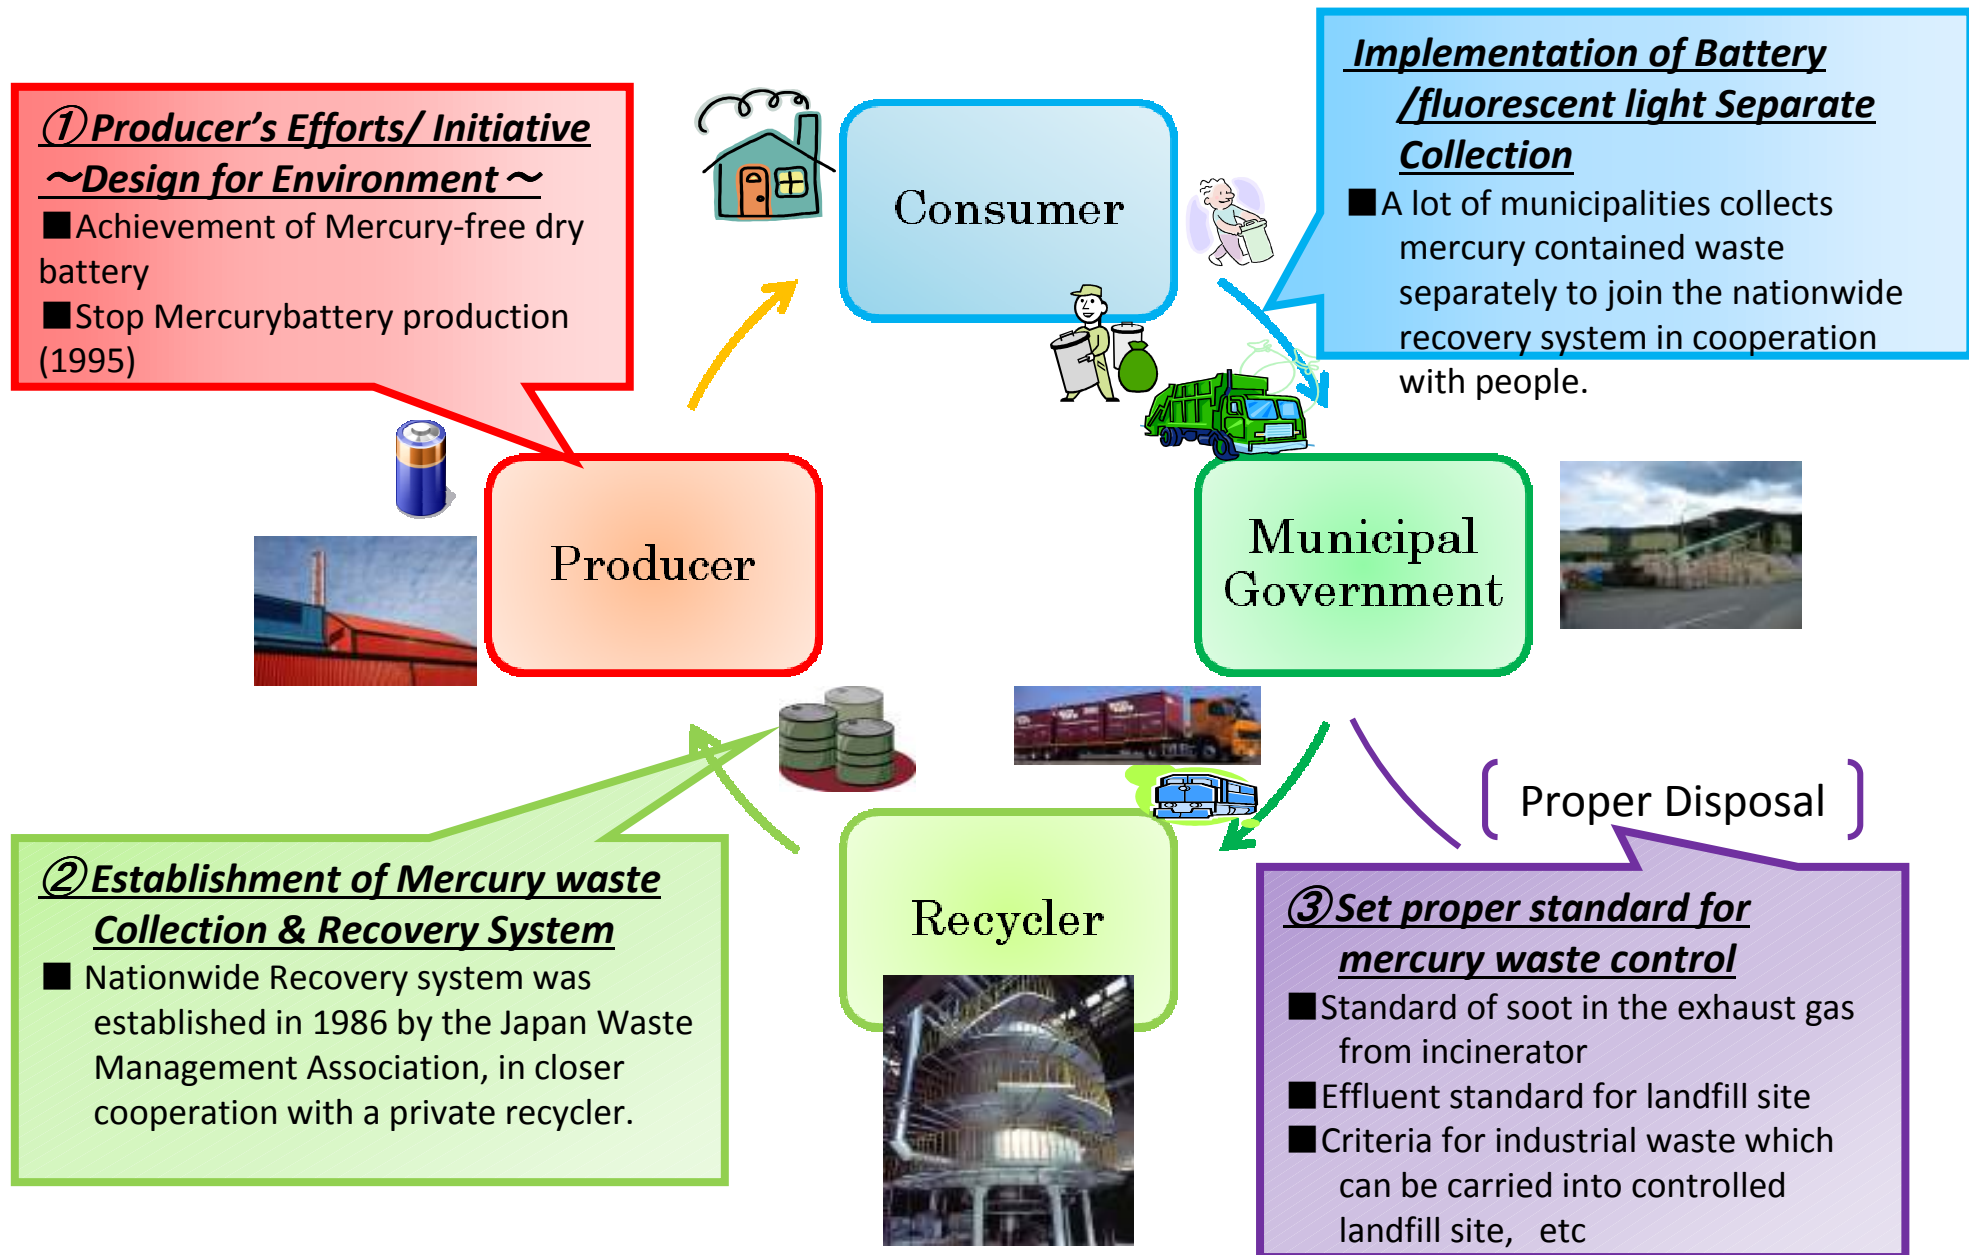 ①Producer's Efforts/ Initiative
～Design for Environment～
■Achievement of Mercury-free dry
battery
■Stop Mercurybattery production
(1995)
Consumer
Implementation of Battery
/fluorescent light Separate
Collection
■A lot of municipalities collects
mercury contained waste
separately to join the nationwide
recovery system in cooperation
with people.
Producer
Municipal
Government
Proper Disposal
②Establishment of Mercury waste
Collection & Recovery System
■ Nationwide Recovery system was
established in 1986 by the Japan Waste
Management Association, in closer
cooperation with a private recycler.
Recycler
③Set proper standard for
mercury waste control
■Standard of soot in the exhaust gas
from incinerator
■Effluent standard for landfill site
■Criteria for industrial waste which
can be carried into controlled
landfill site, etc